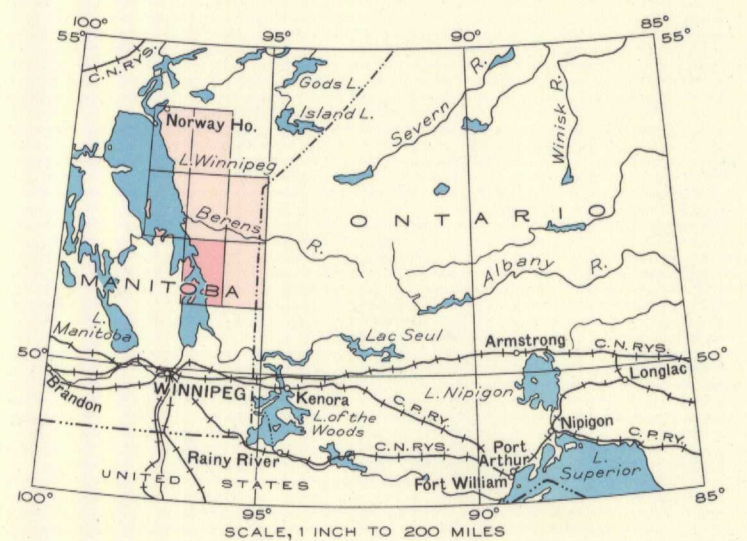 100°
55°
95°
90°
85°
55°
C.N.RYS.
Gods L.
Island L.
Norway Ho.
L. Winnipeg
Severn R.
Winisk R.
Berens R.
ONTARIO
MANITOBA
Albany R.
L. Manitoba
Lac Seul
Armstrong
C.N.RYS.
50°
50°
Longlac
Brandon
WINNIPEG
Kenora
L. Nipigon
C.P.RY.
L. of the
Woods
Nipigon
C.P.RY.
C.N.RYS.
Rainy River
Port
Arthur
L.
Superior
Fort William
UNITED STATES
100°
95°
90°
85°
SCALE, 1 INCH TO 200 MILES